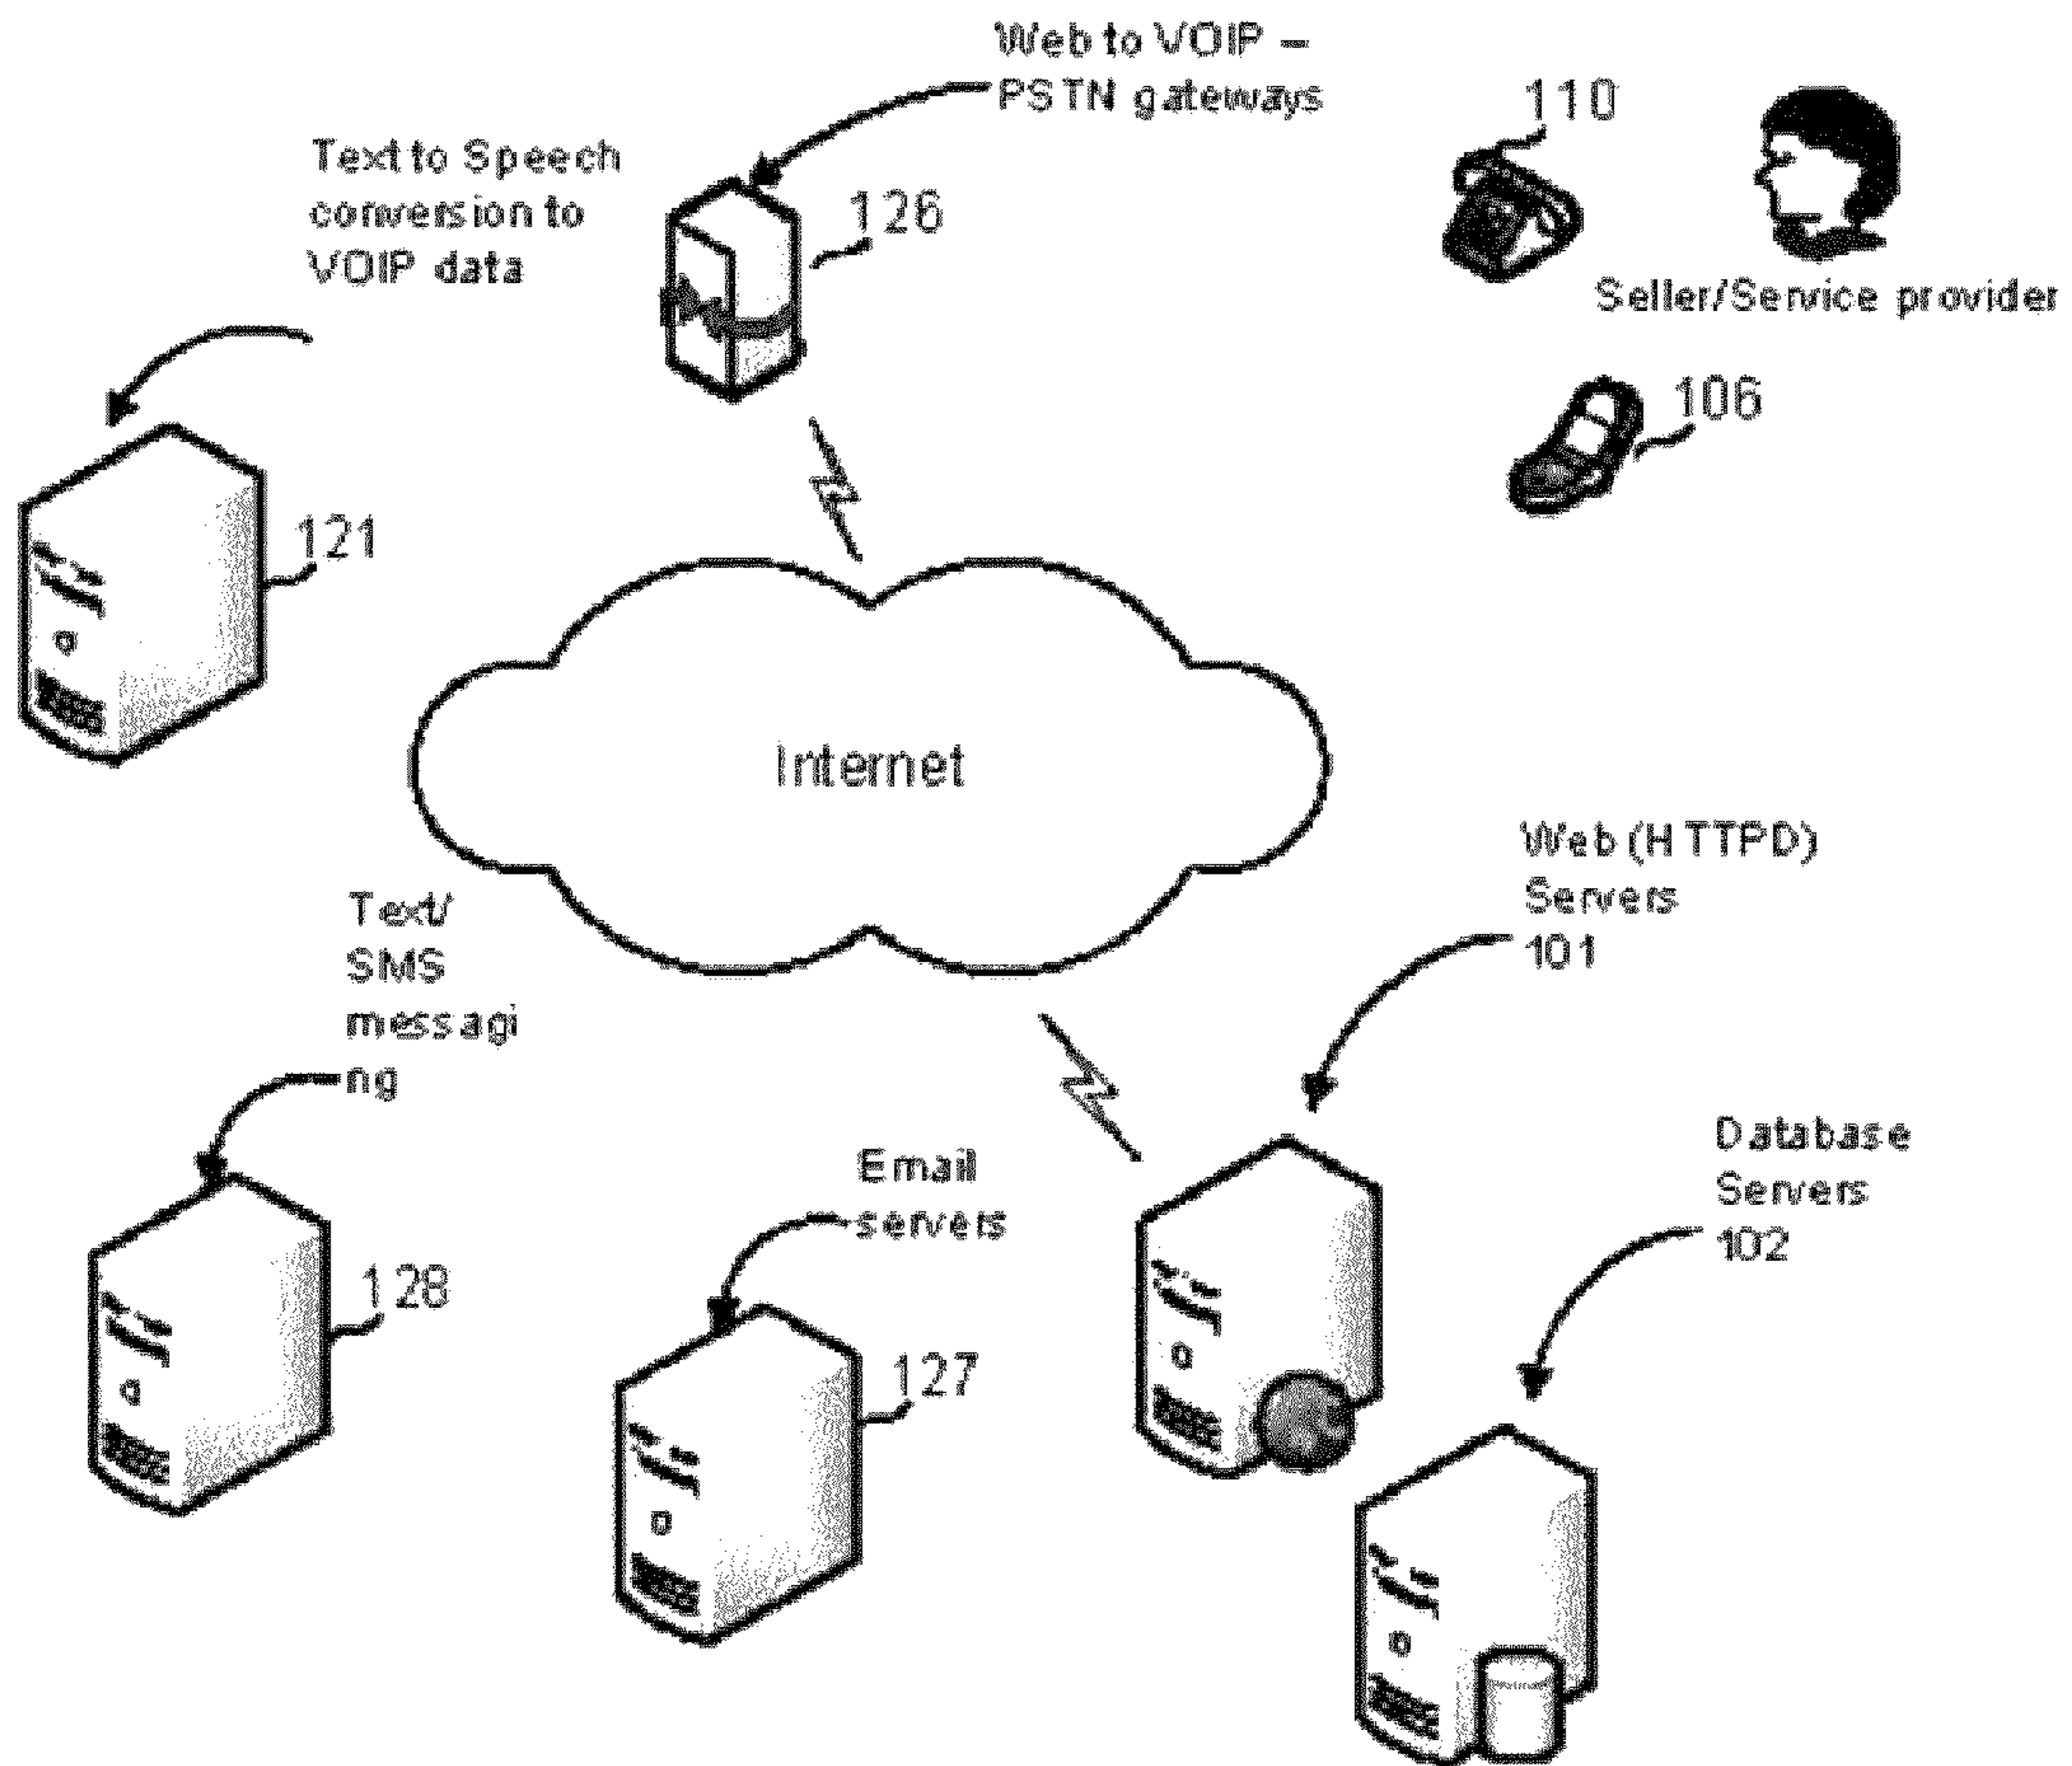 Web to VOIP –
PSTN gateways
110
Text to Speech
conversion to
VOIP data
126
Seller/Service provider
106
121
Internet
Web (HTTPD)
Servers
101
Text/
SMS
messagi
ng
Database
Servers
102
Email
servers
128
127